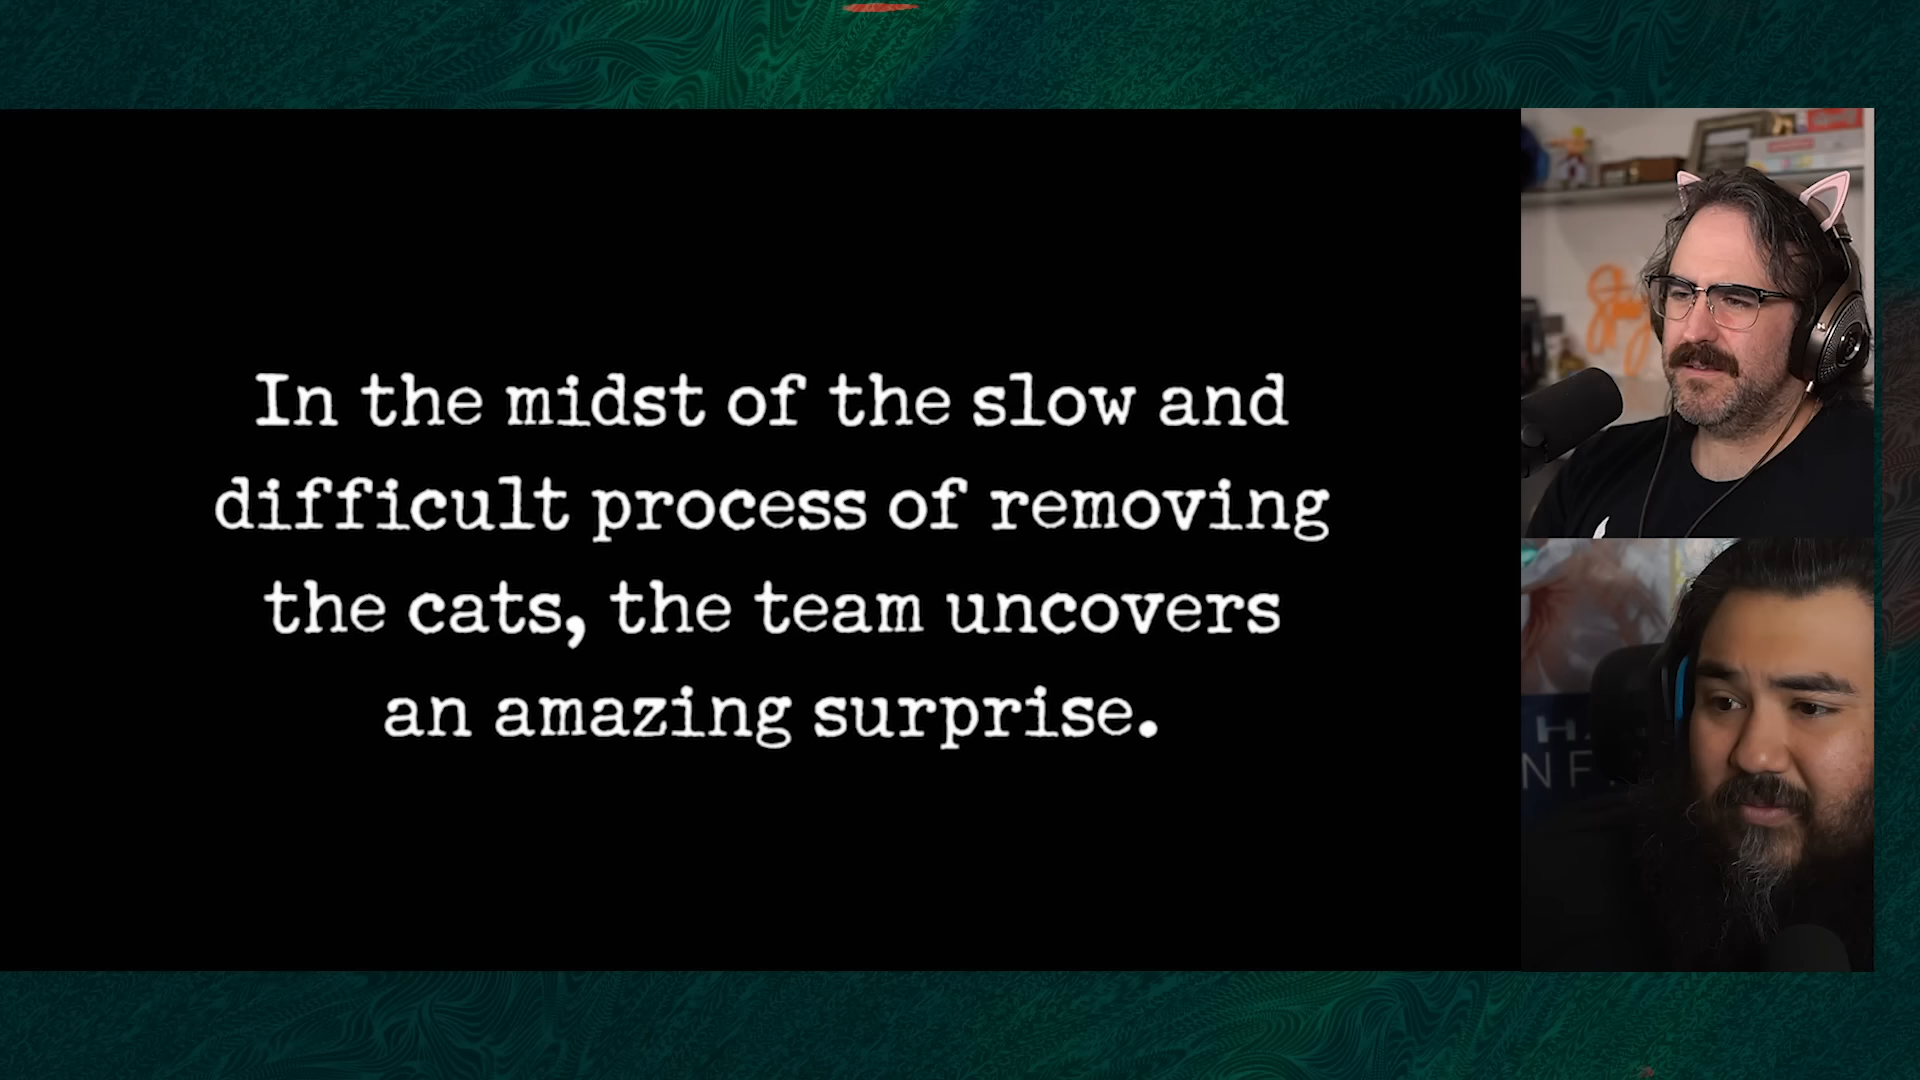 In the midst of the slow and
difficult process of removing
the cats, the team uncovers
an amazing surprise.